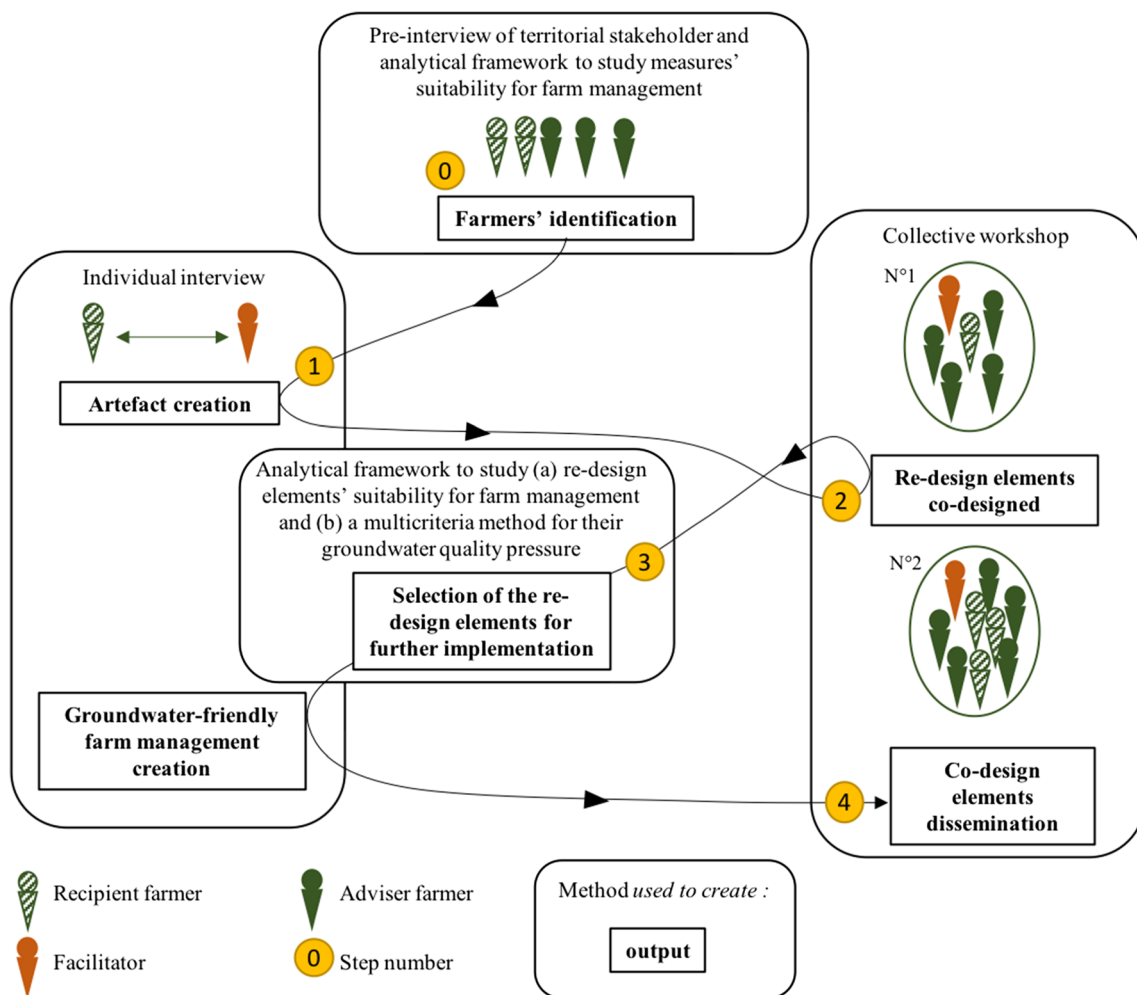 Pre-interview of territorial stakeholder and
analytical framework to study measures’
suitability for farm management
0
Farmers’ identification
Individual interview
1
Artefact creation
Collective workshop
N°1
2
Re-design elements
co-designed
Analytical framework to study (a) re-design
elements’ suitability for farm management
and (b) a multicriteria method for their
groundwater quality pressure
3
Selection of the re-
design elements for
further implementation
N°2
Groundwater-friendly
farm management
creation
4
Co-design
elements
dissemination
Recipient farmer
Adviser farmer
Facilitator
0
Step number
Method used to create :
output